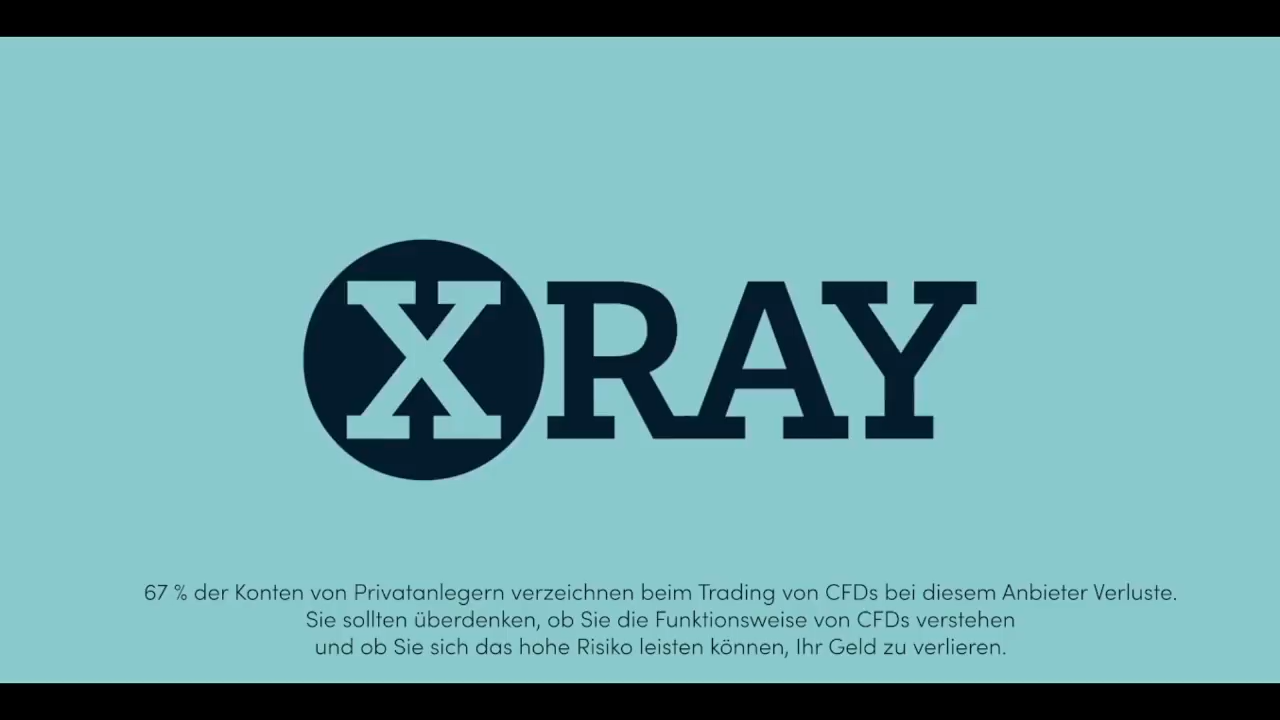 XRAY
67 % der Konten von Privatanlegern verzeichnen beim Trading von CFDs bei diesem Anbieter Verluste.
Sie sollten überdenken, ob Sie die Funktionsweise von CFDs verstehen
und ob Sie sich das hohe Risiko leisten können, Ihr Geld zu verlieren.